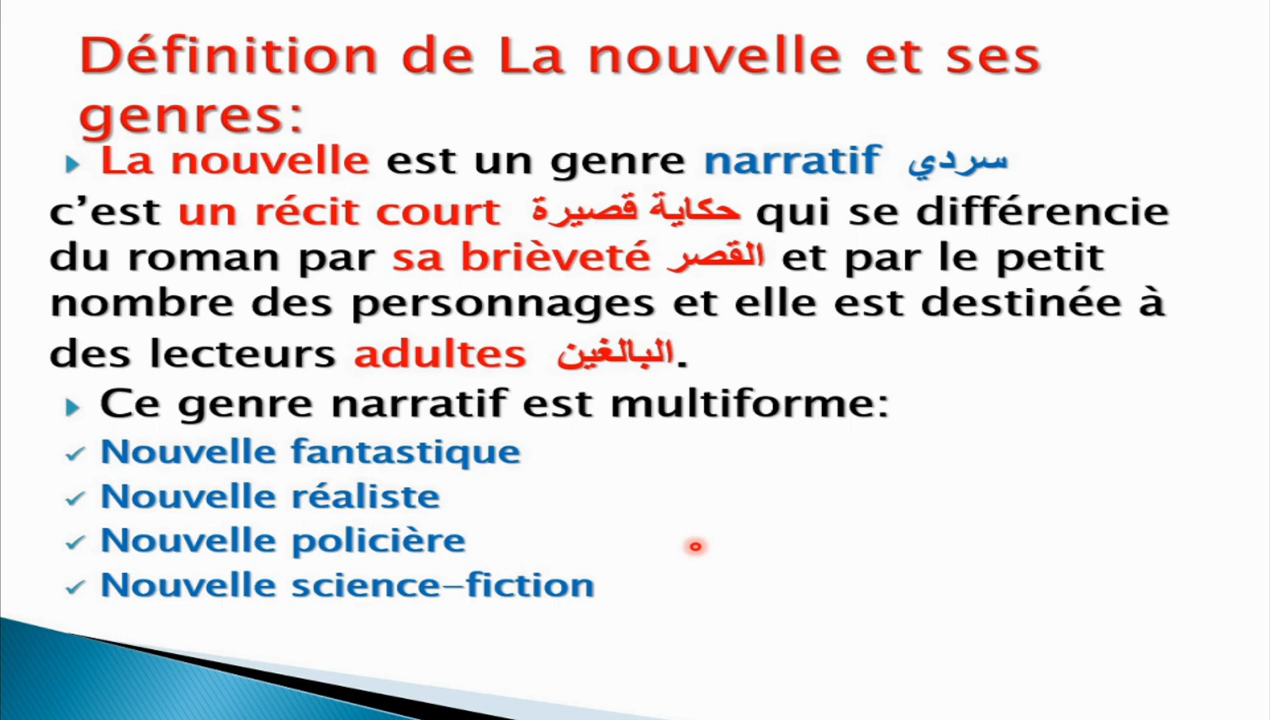 Définition de La nouvelle et ses
genres:
La nouvelle est un genre narratif سردي
c’est un récit court حكاية قصيرة qui se différencie
du roman par sa brièveté القصر et par le petit
nombre des personnages et elle est destinée à
des lecteurs adultes البالغين.
Ce genre narratif est multiforme:
Nouvelle fantastique
Nouvelle réaliste
Nouvelle policière
Nouvelle science-fiction